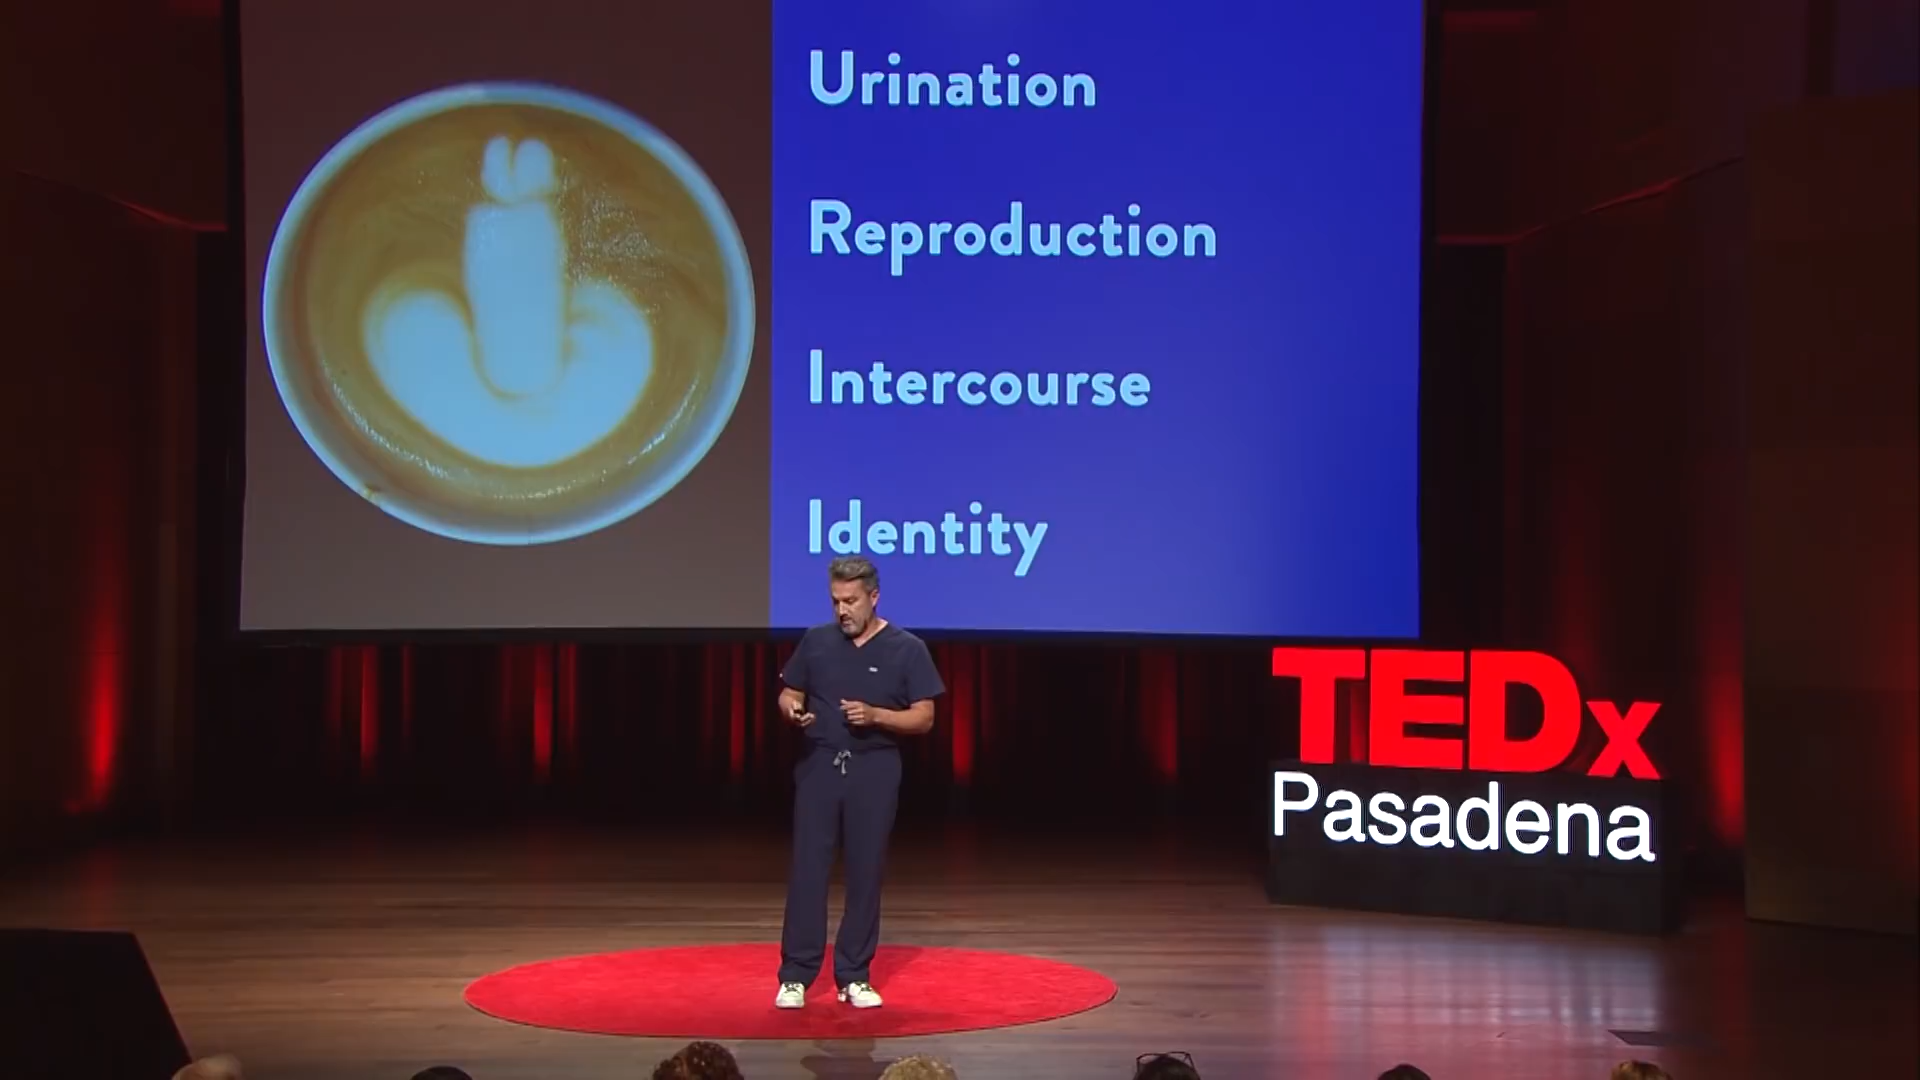 Urination
Reproduction
Intercourse
Identity
TEDx
Pasadena